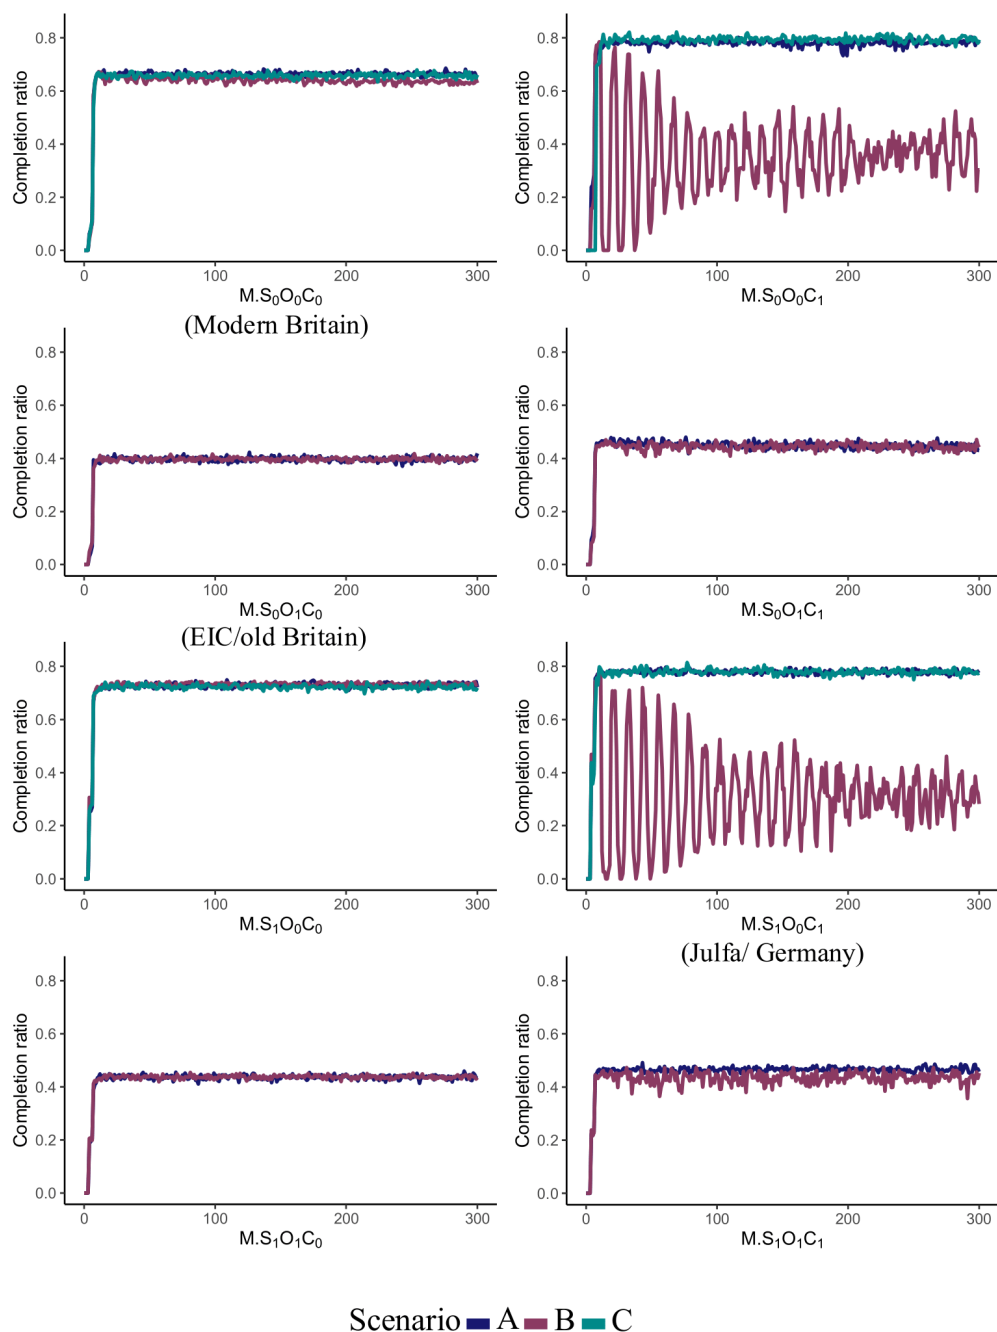 Completion ratio
0.8
0.6
0.4
0.2
0.0
0 100 200 300
M.S₀O₀C₀
(Modern Britain)
Completion ratio
0.8
0.6
0.4
0.2
0.0
0 100 200 300
M.S₀O₀C₁
Completion ratio
0.8
0.6
0.4
0.2
0.0
0 100 200 300
M.S₀O₁C₀
(EIC/old Britain)
Completion ratio
0.8
0.6
0.4
0.2
0.0
0 100 200 300
M.S₀O₁C₁
Completion ratio
0.8
0.6
0.4
0.2
0.0
0 100 200 300
M.S₁O₀C₀
Completion ratio
0.8
0.6
0.4
0.2
0.0
0 100 200 300
M.S₁O₀C₁
(Julfa/ Germany)
Completion ratio
0.8
0.6
0.4
0.2
0.0
0 100 200 300
M.S₁O₁C₀
Completion ratio
0.8
0.6
0.4
0.2
0.0
0 100 200 300
M.S₁O₁C₁
Scenario A B C